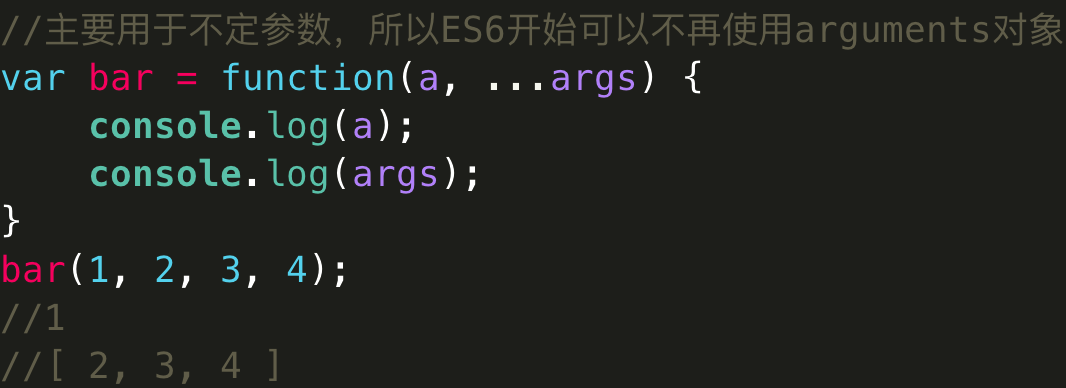 //主要用于不定参数，所以ES6开始可以不再使用arguments对象
var bar = function(a, ...args) {
    console.log(a);
    console.log(args);
}
bar(1, 2, 3, 4);
//1
//[ 2, 3, 4 ]